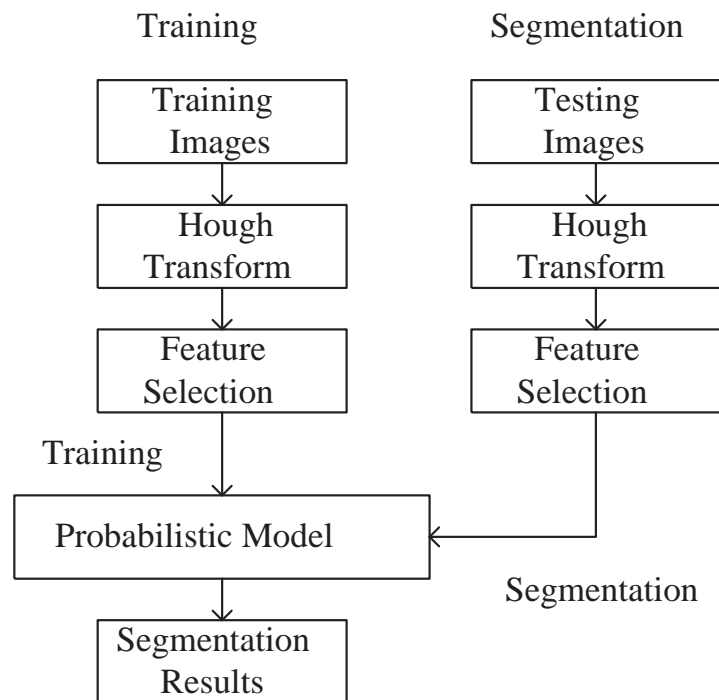 Training
Segmentation
Training
Images
Testing
Images
Hough
Transform
Hough
Transform
Feature
Selection
Feature
Selection
Training
Probabilistic Model
Segmentation
Segmentation
Results